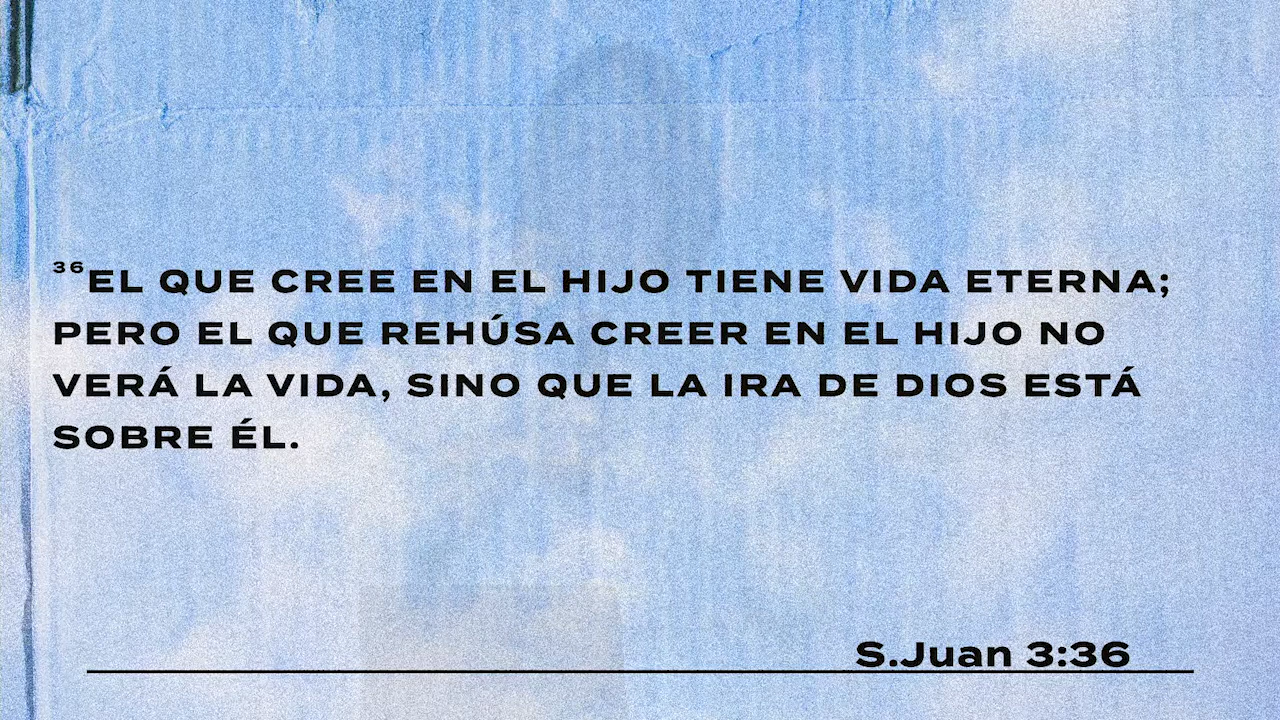 ³⁶EL QUE CREE EN EL HIJO TIENE VIDA ETERNA;
PERO EL QUE REHÚSA CREER EN EL HIJO NO
VERÁ LA VIDA, SINO QUE LA IRA DE DIOS ESTÁ
SOBRE ÉL.
S.Juan 3:36